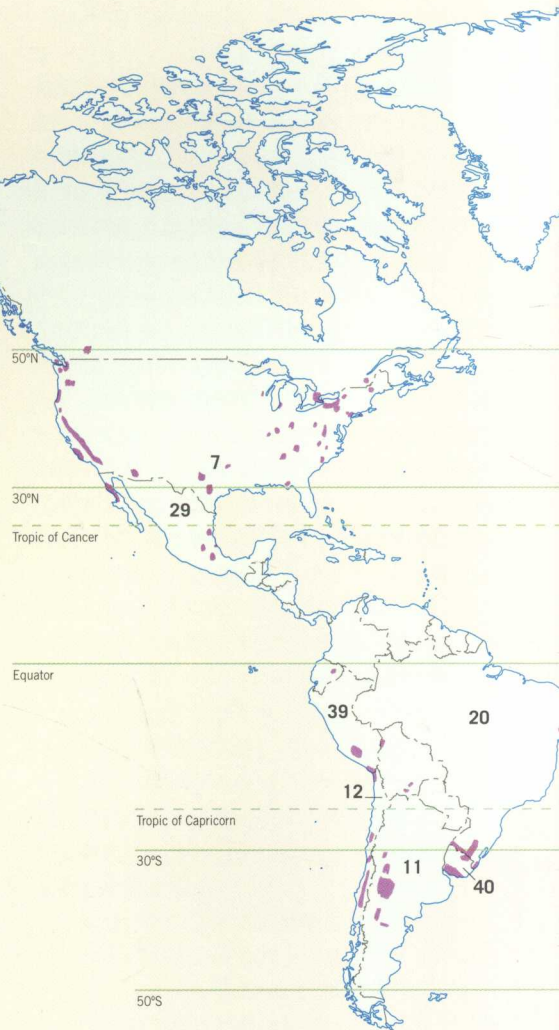 50°N
7
30°N
29
Tropic of Cancer
Equator
39
20
12
Tropic of Capricorn
30°S
11
40
50°S